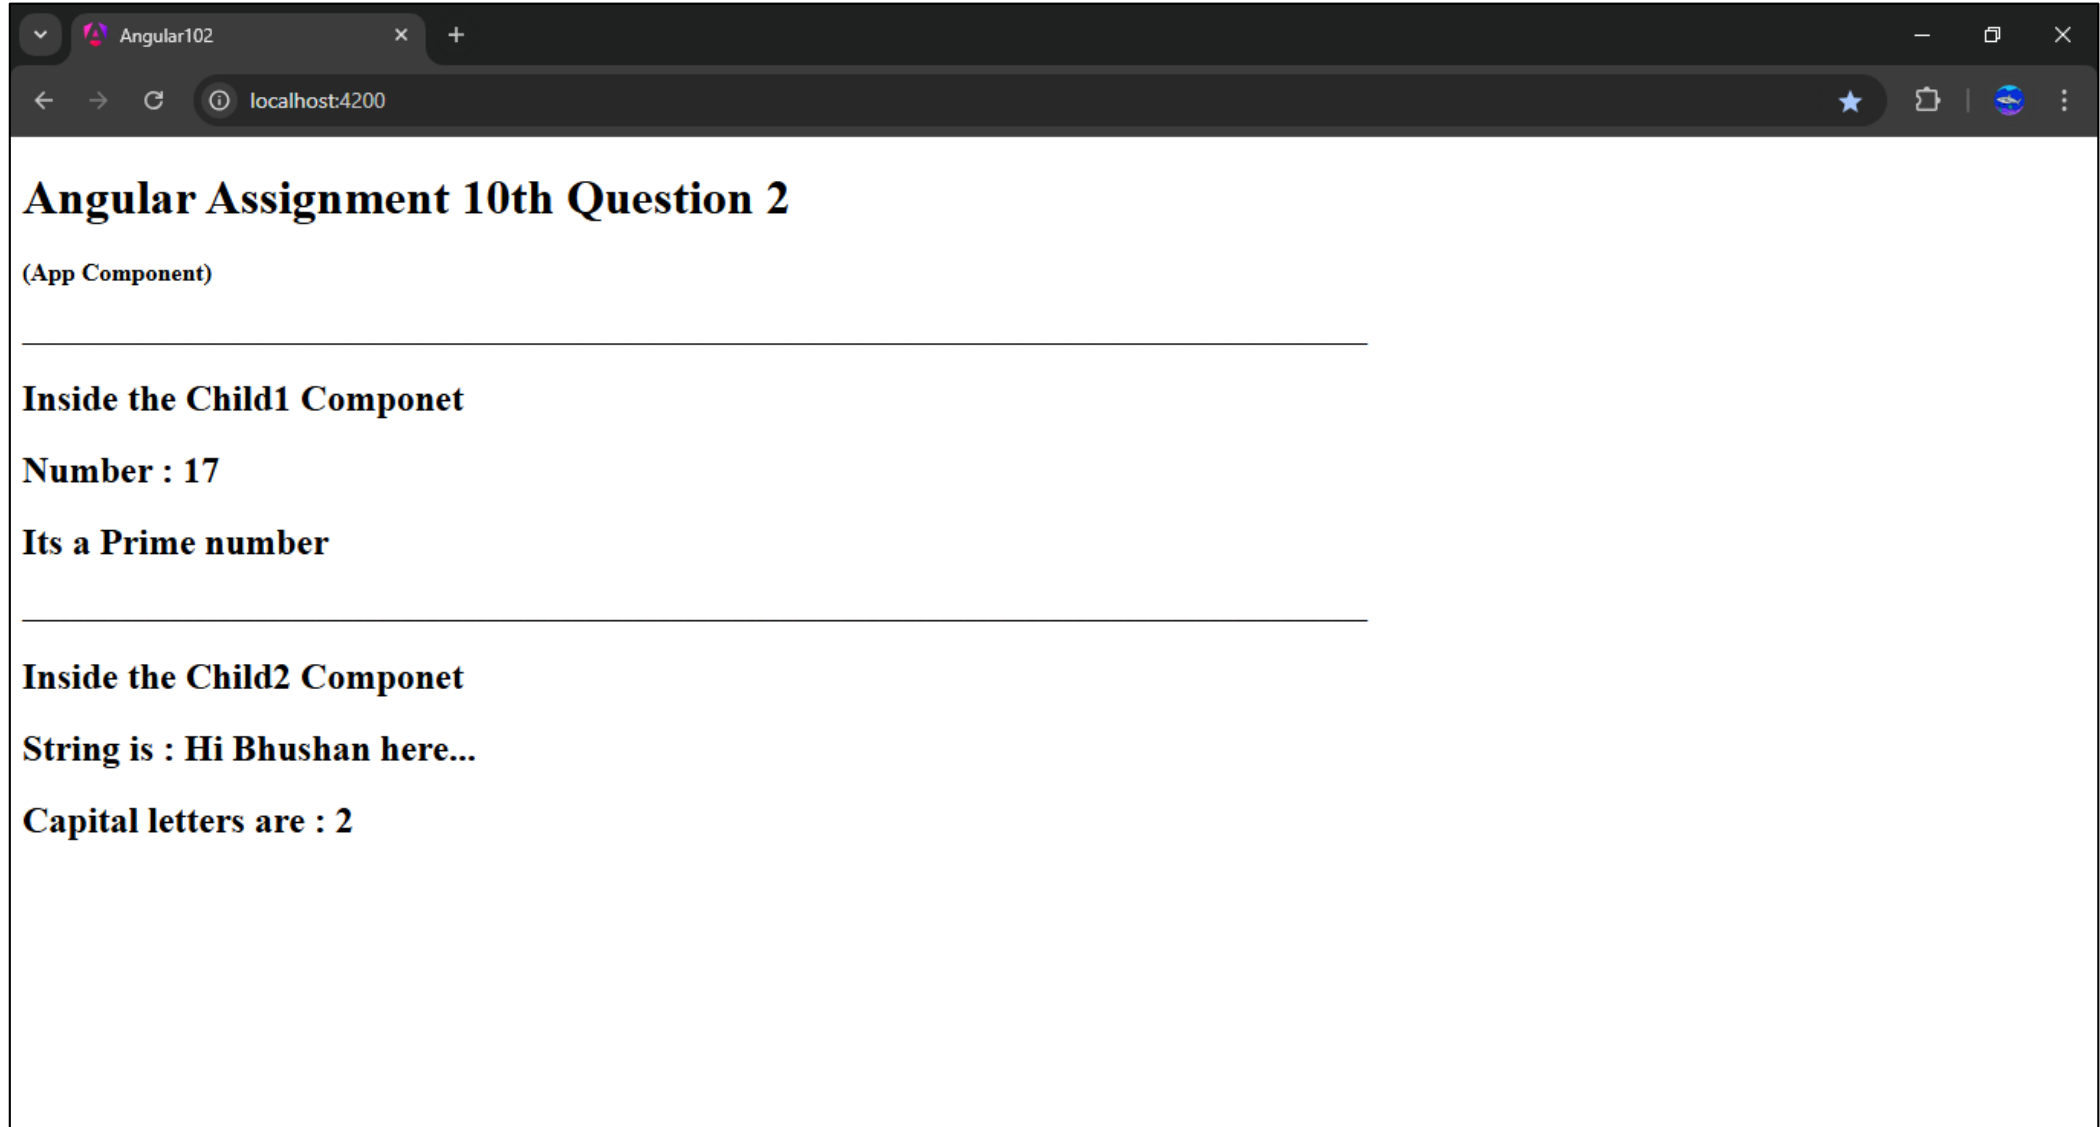 Angular102
localhost:4200
Angular Assignment 10th Question 2
(App Component)
Inside the Child1 Componet
Number : 17
Its a Prime number
Inside the Child2 Componet
String is : Hi Bhushan here...
Capital letters are : 2